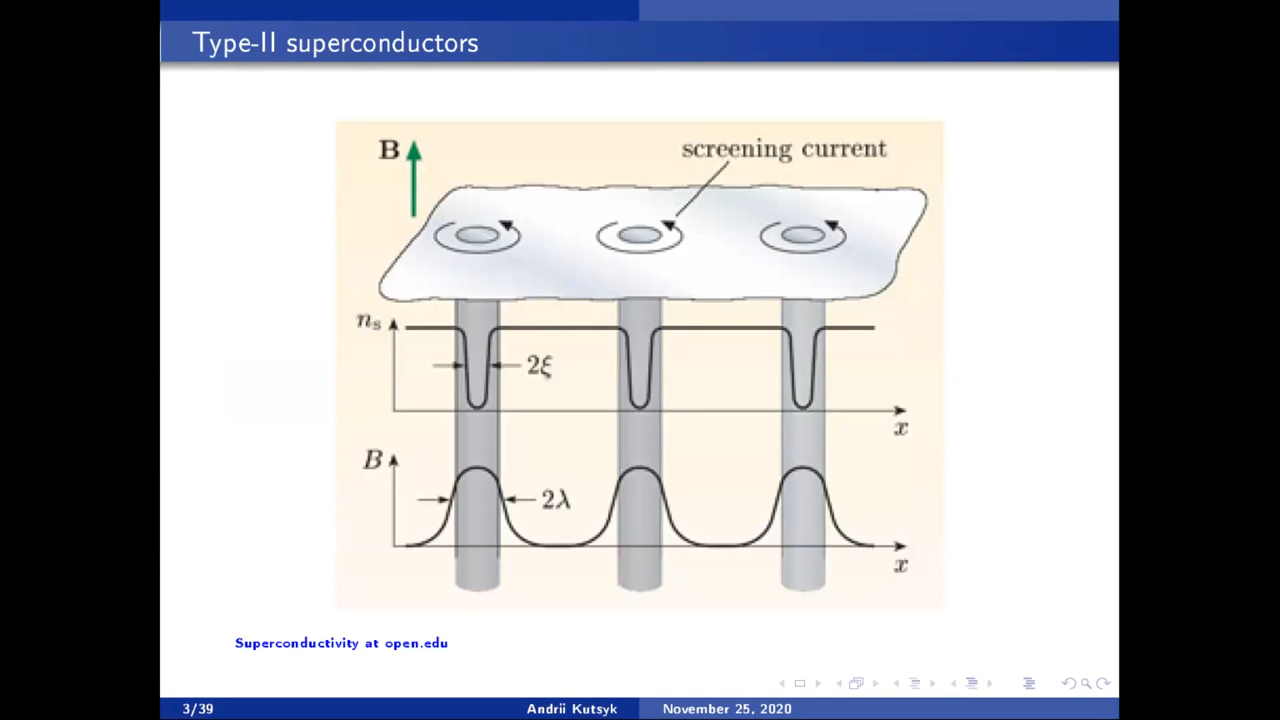 Type-II superconductors
B
screening current
nₛ
2ξ
x
B
2λ
x
Superconductivity at open.edu
3/39 Andrii Kutsyk November 25, 2020